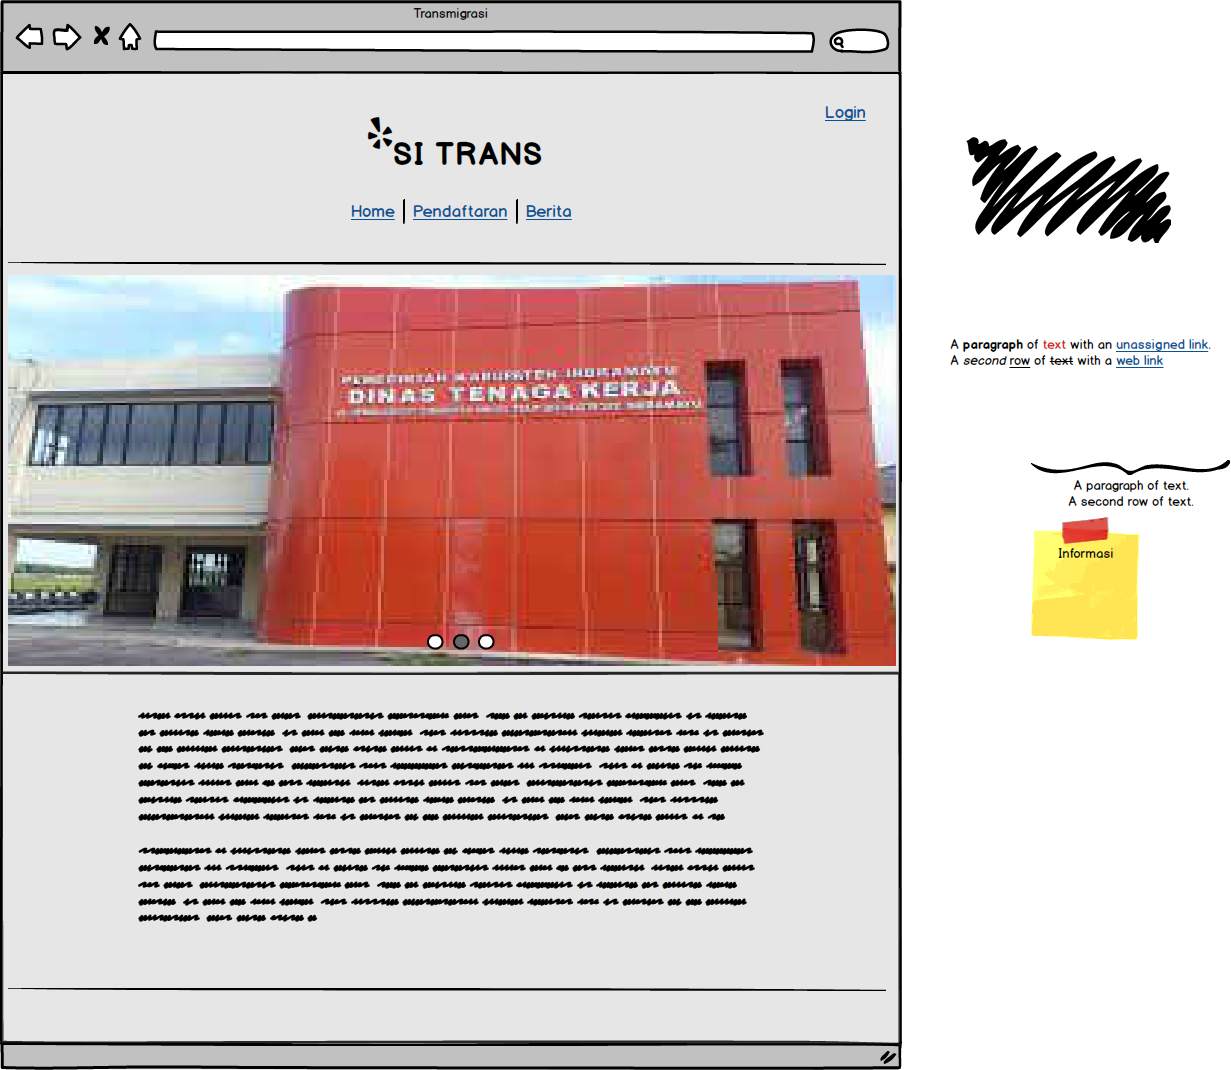 Transmigrasi
Login
SI TRANS
Home
Pendaftaran
Berita
PEMERINTAH KABUPATEN INDRAMAYU
DINAS TENAGA KERJA
A paragraph of text with an unassigned link.
A second row of text with a web link
A paragraph of text.
A second row of text.
Informasi